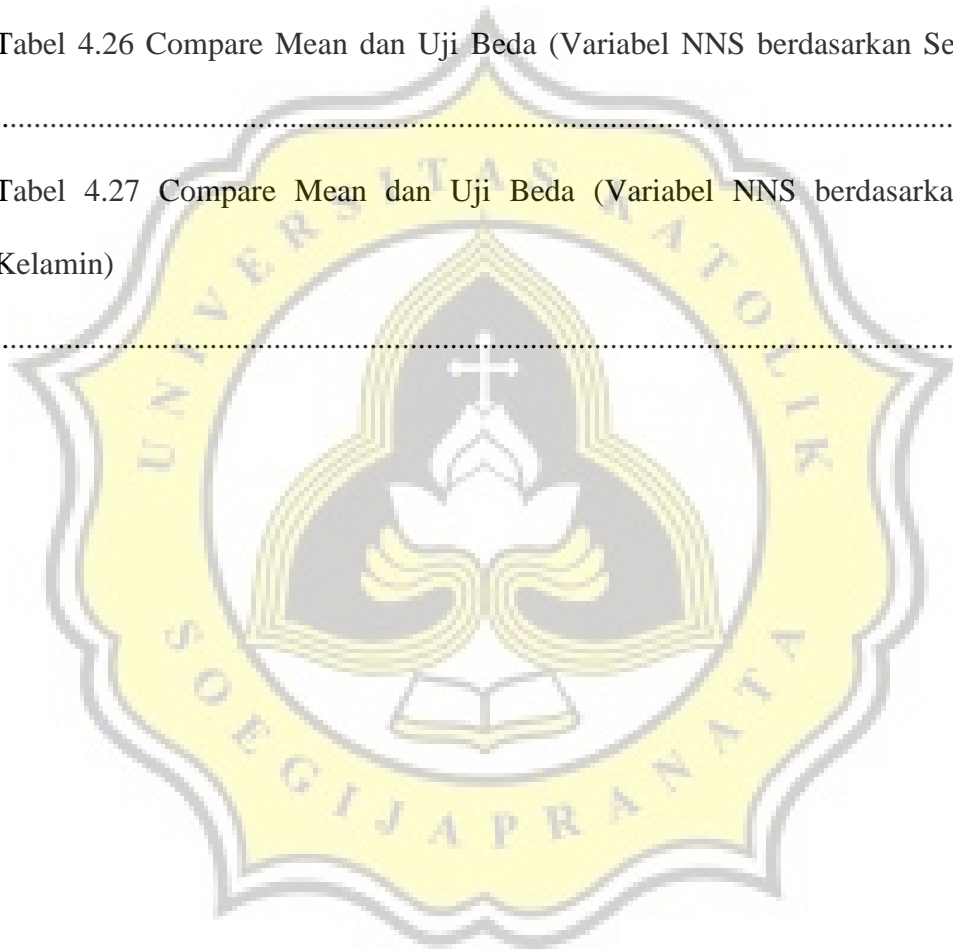 Tabel 4.26 Compare Mean dan Uji Beda (Variabel NNS berdasarkan Se
................................................................................
Tabel 4.27 Compare Mean dan Uji Beda (Variabel NNS berdasarka
Kelamin)
................................................................................
UNIVERSITAS KATOLIK
SOEGIJAPRANATA